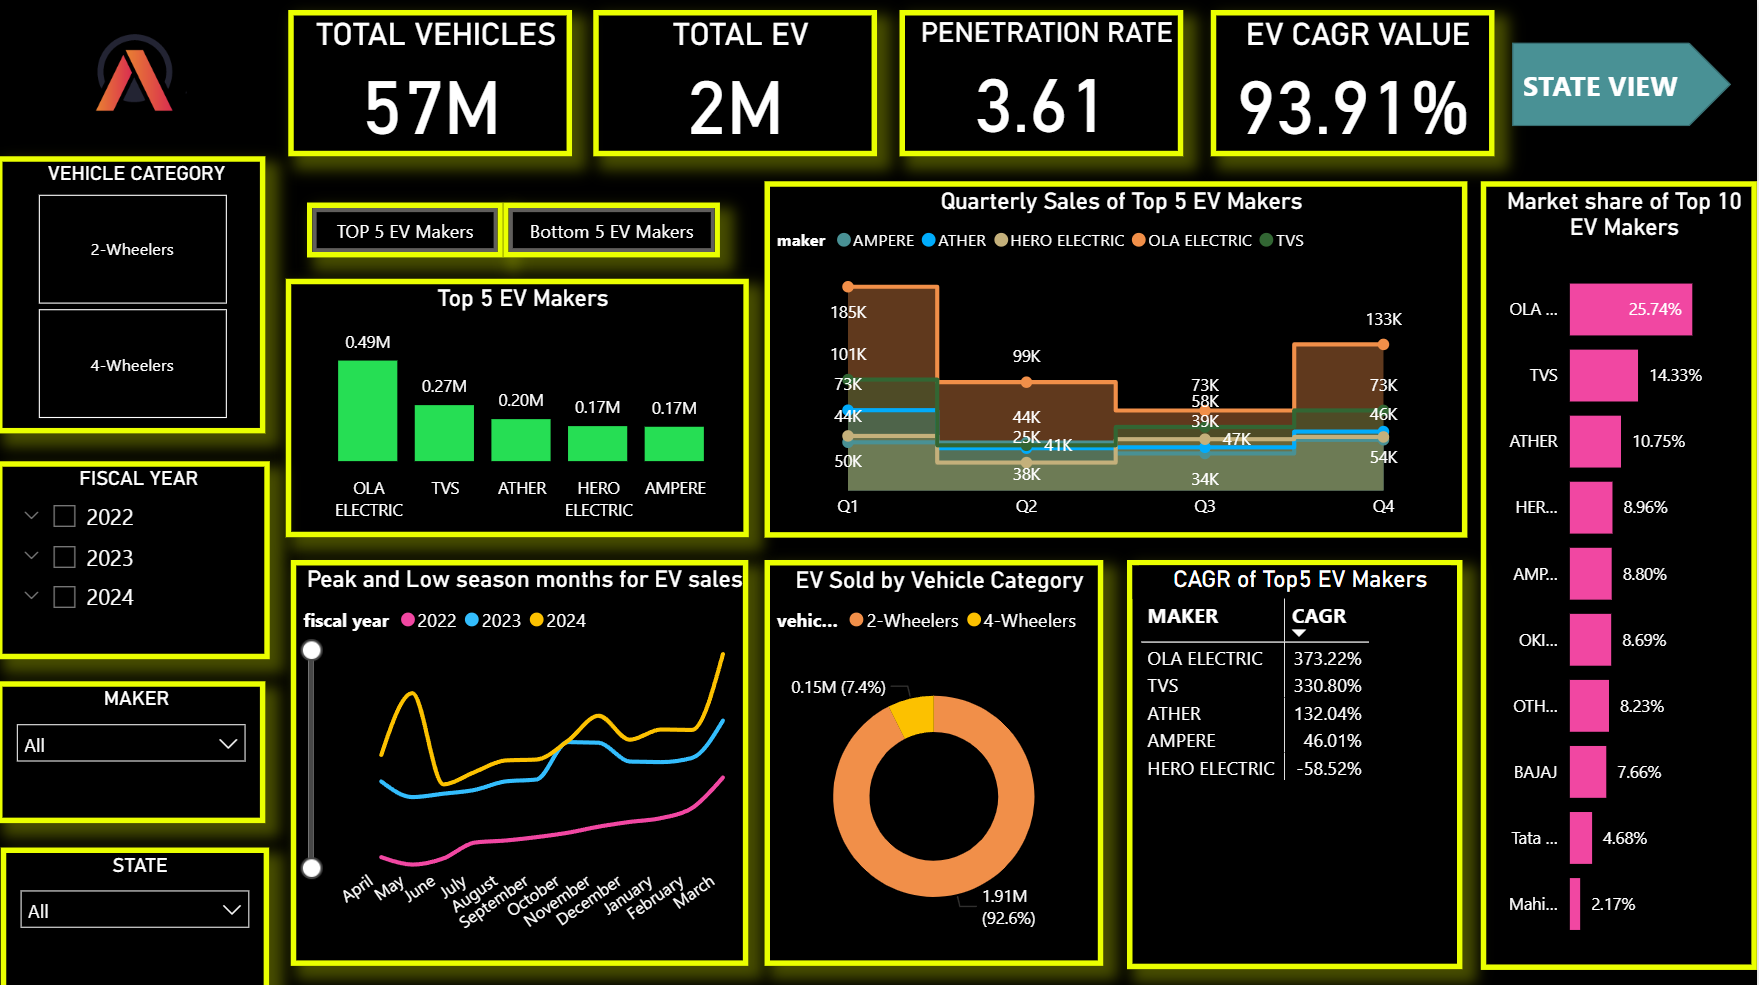 TOTAL VEHICLES
57M
TOTAL EV
2M
PENETRATION RATE
3.61
EV CAGR VALUE
93.91%
STATE VIEW
VEHICLE CATEGORY
2-Wheelers
4-Wheelers
FISCAL YEAR
2022
2023
2024
MAKER
All
STATE
All
TOP 5 EV Makers
Bottom 5 EV Makers
Top 5 EV Makers
0.49M
0.27M
0.20M
0.17M
0.17M
OLA
ELECTRIC
TVS
ATHER
HERO
ELECTRIC
AMPERE
Quarterly Sales of Top 5 EV Makers
maker AMPERE ATHER HERO ELECTRIC OLA ELECTRIC TVS
185K
101K
73K
44K
50K
99K
44K
25K
41K
38K
73K
58K
39K
47K
34K
133K
73K
46K
54K
Q1 Q2 Q3 Q4
Market share of Top 10
EV Makers
OLA ... 25.74%
TVS 14.33%
ATHER 10.75%
HER... 8.96%
AMP... 8.80%
OKI... 8.69%
OTH... 8.23%
BAJAJ 7.66%
Tata ... 4.68%
Mahi... 2.17%
Peak and Low season months for EV sales
fiscal year 2022 2023 2024
April
May
June
July
August
September
October
November
December
January
February
March
EV Sold by Vehicle Category
vehic... 2-Wheelers 4-Wheelers
0.15M (7.4%)
1.91M
(92.6%)
CAGR of Top5 EV Makers
MAKER CAGR
OLA ELECTRIC 373.22%
TVS 330.80%
ATHER 132.04%
AMPERE 46.01%
HERO ELECTRIC -58.52%